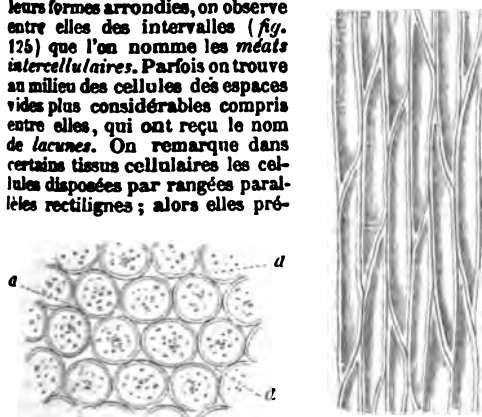 leurs formes arrondies, on observe
entre elles des intervalles (fig.
125) que l'on nomme les méats
intercellulaires. Parfois on trouve
au milieu des cellules des espaces
vides plus considérables compris
entre elles, qui ont reçu le nom
de lacunes. On remarque dans
certains tissus cellulaires les cel-
lules disposées par rangées paral-
lèles rectilignes ; alors elles pré-
a
a
a